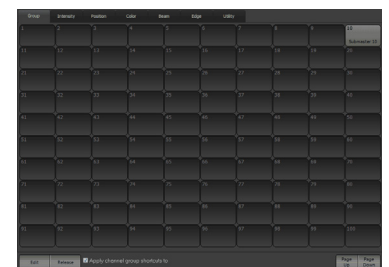 Group Intensity Position Color Beam Edge Utility
1 2 3 4 5 6 7 8 9 10
Submaster 10
11 12 13 14 15 16 17 18 19 20
21 22 23 24 25 26 27 28 29 30
31 32 33 34 35 36 37 38 39 40
41 42 43 44 45 46 47 48 49 50
51 52 53 54 55 56 57 58 59 60
61 62 63 64 65 66 67 68 69 70
71 72 73 74 75 76 77 78 79 80
81 82 83 84 85 86 87 88 89 90
91 92 93 94 95 96 97 98 99 100
Exit Release Apply channel group shortcuts to Page Up Page Down